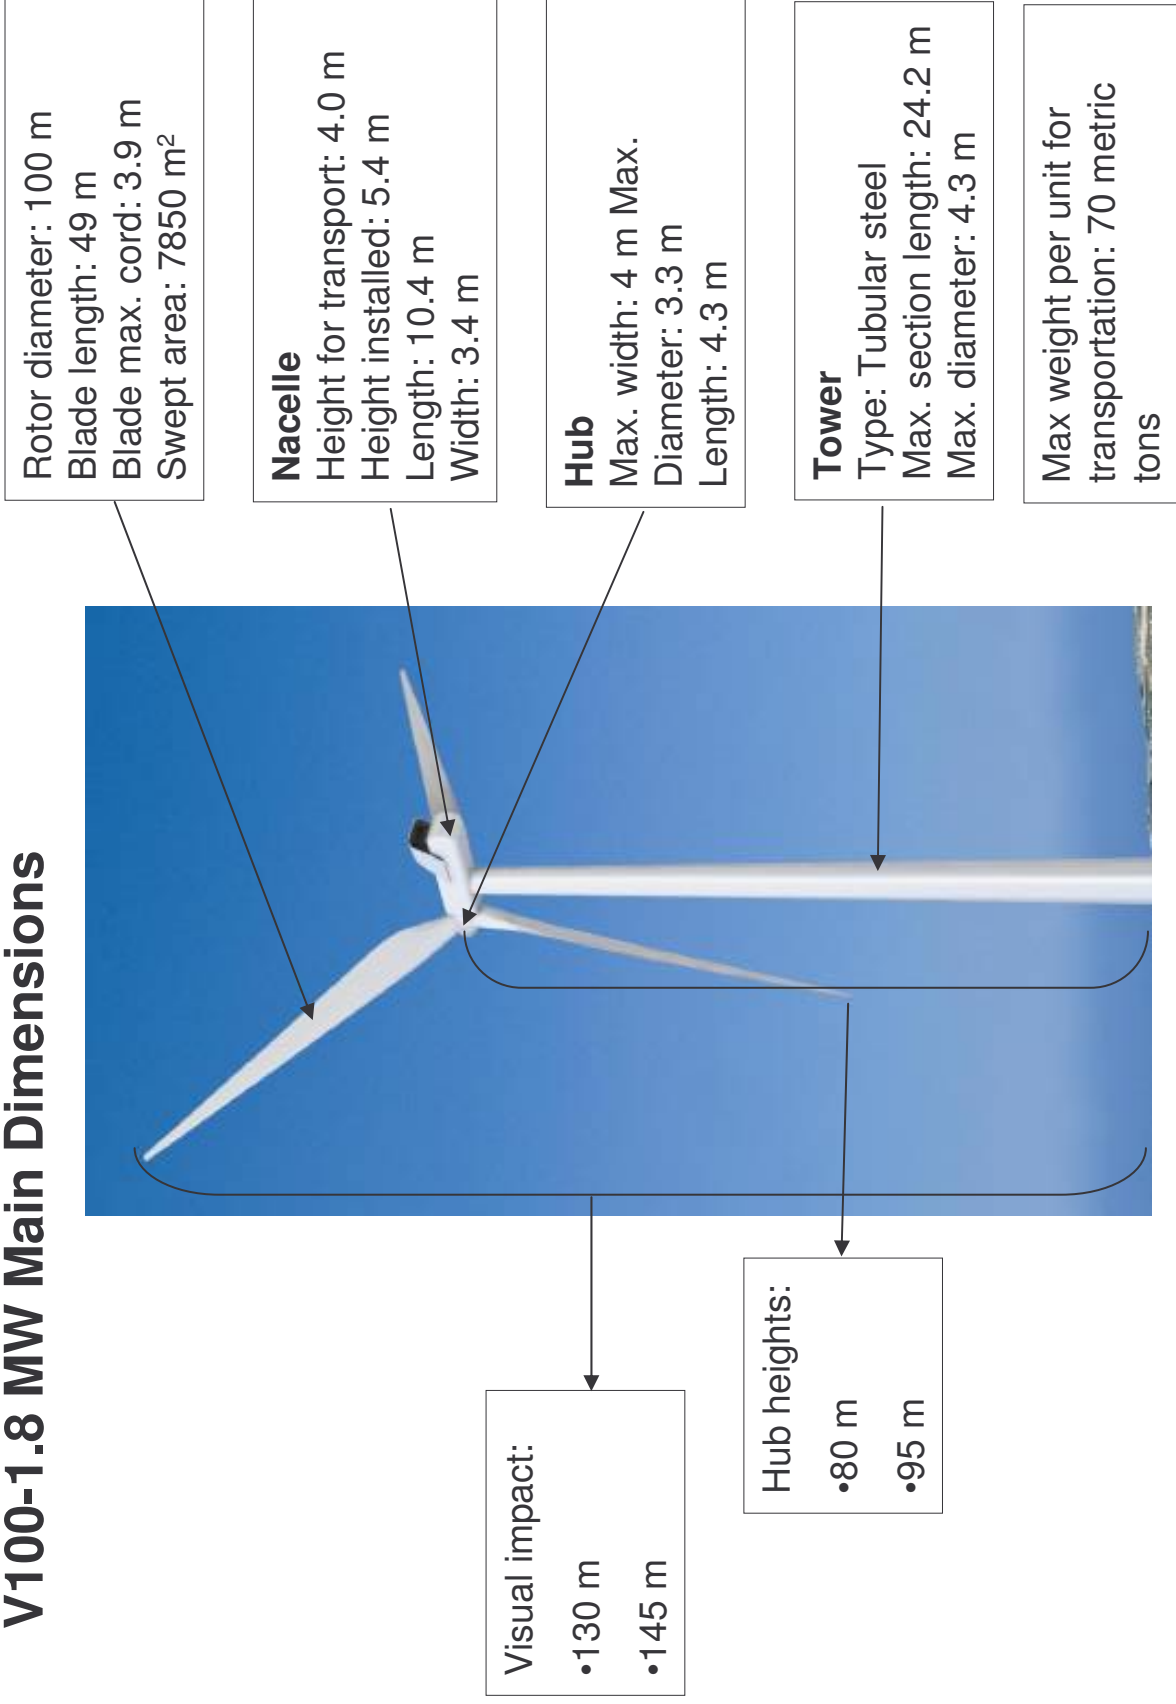 V100-1.8 MW Main Dimensions
Visual impact:
•130 m
•145 m
Hub heights:
•80 m
•95 m
Rotor diameter: 100 m
Blade length: 49 m
Blade max. cord: 3.9 m
Swept area: 7850 m²
Nacelle
Height for transport: 4.0 m
Height installed: 5.4 m
Length: 10.4 m
Width: 3.4 m
Hub
Max. width: 4 m Max.
Diameter: 3.3 m
Length: 4.3 m
Tower
Type: Tubular steel
Max. section length: 24.2 m
Max. diameter: 4.3 m
Max weight per unit for
transportation: 70 metric
tons